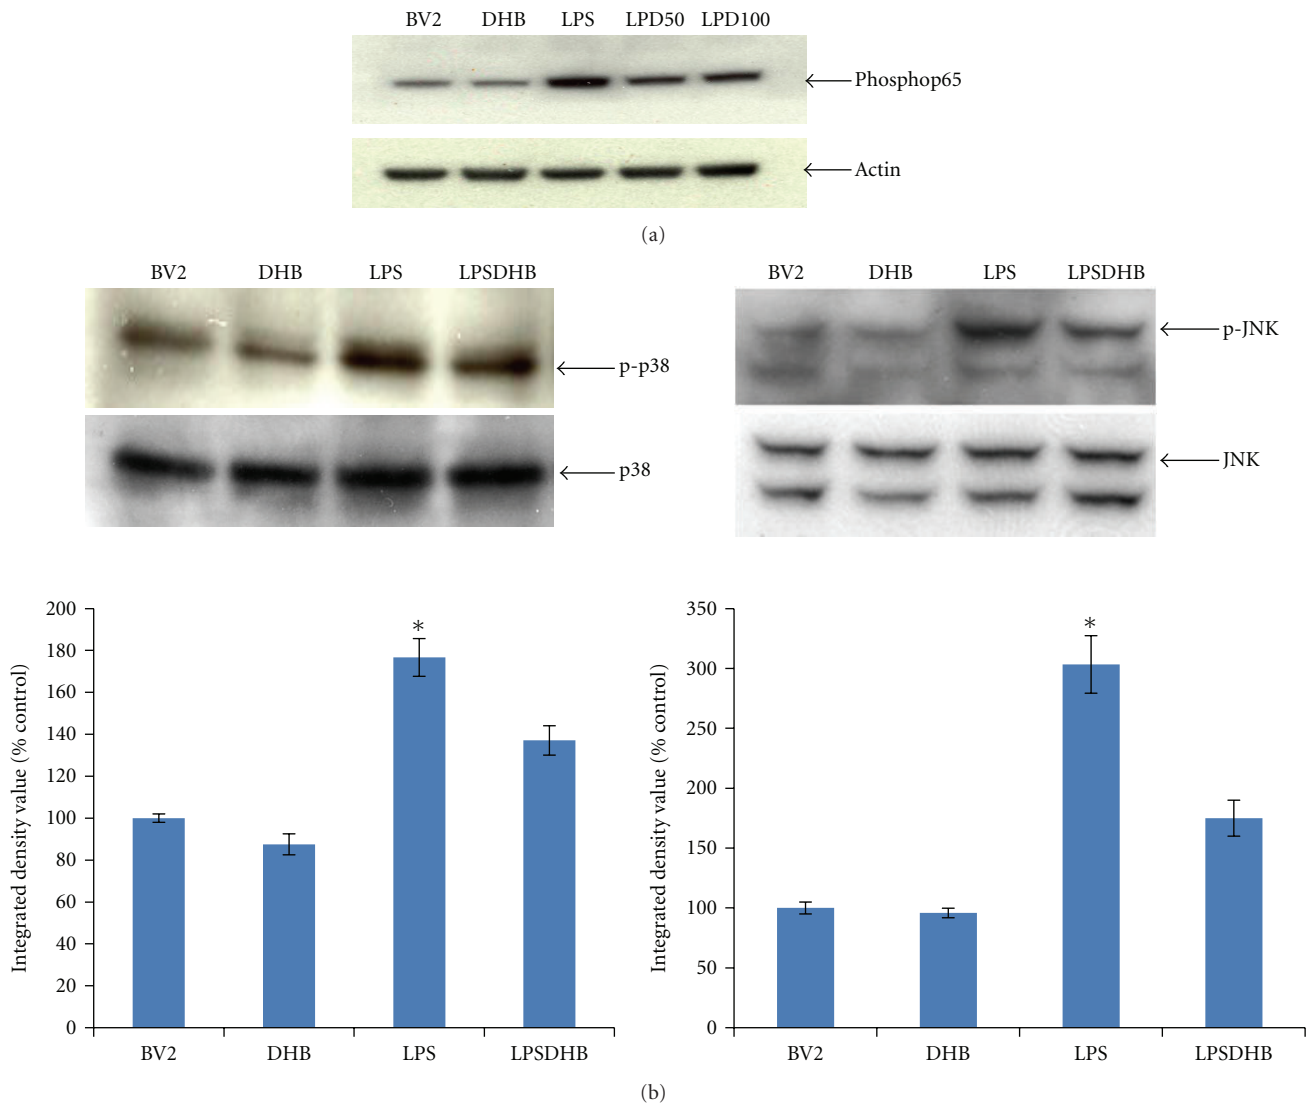 BV2 DHB LPS LPD50 LPD100
Phosphop65
Actin
(a)
BV2 DHB LPS LPSDHB
p-p38
p38
BV2 DHB LPS LPSDHB
p-JNK
JNK
Integrated density value (% control)
200
180
160
140
120
100
80
60
40
20
0
*
BV2 DHB LPS LPSDHB
Integrated density value (% control)
350
300
250
200
150
100
50
0
*
BV2 DHB LPS LPSDHB
(b)